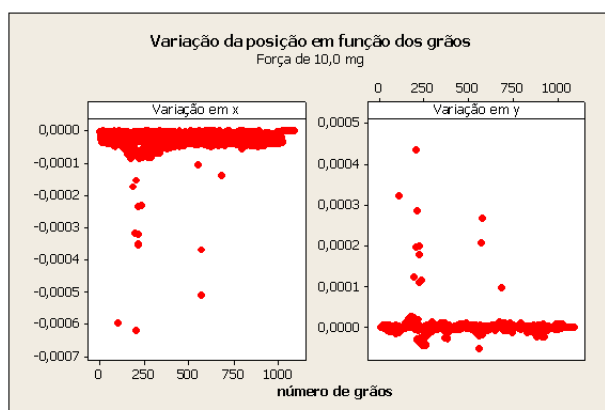 Variação da posição em função dos grãos
Força de 10,0 mg
0 250 500 750 1000
Variação em x
Variação em y
0,0000
-0,0001
-0,0002
-0,0003
-0,0004
-0,0005
-0,0006
-0,0007
0,0005
0,0004
0,0003
0,0002
0,0001
0,0000
0 250 500 750 1000
número de grãos